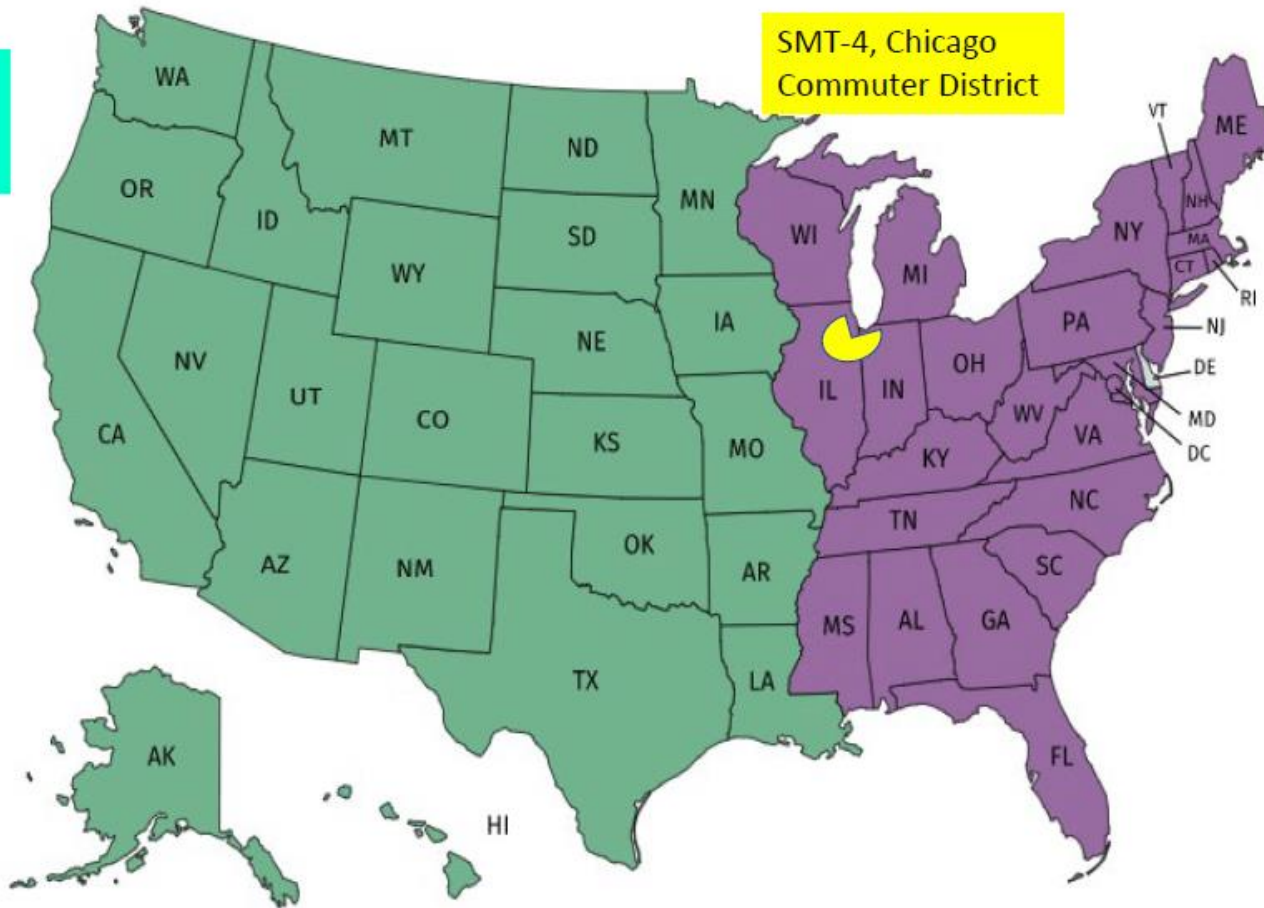 SMT-4, Chicago
Commuter District
WA
MT
ND
MN
VT
ME
OR
ID
SD
WI
NY
NH
MA
WY
MI
CT
RI
IA
PA
NJ
NE
NV
OH
DE
UT
IL
IN
CO
WV
MD
CA
KS
MO
VA
DC
KY
NC
TN
OK
AZ
NM
AR
SC
MS
AL
GA
TX
LA
AK
FL
HI